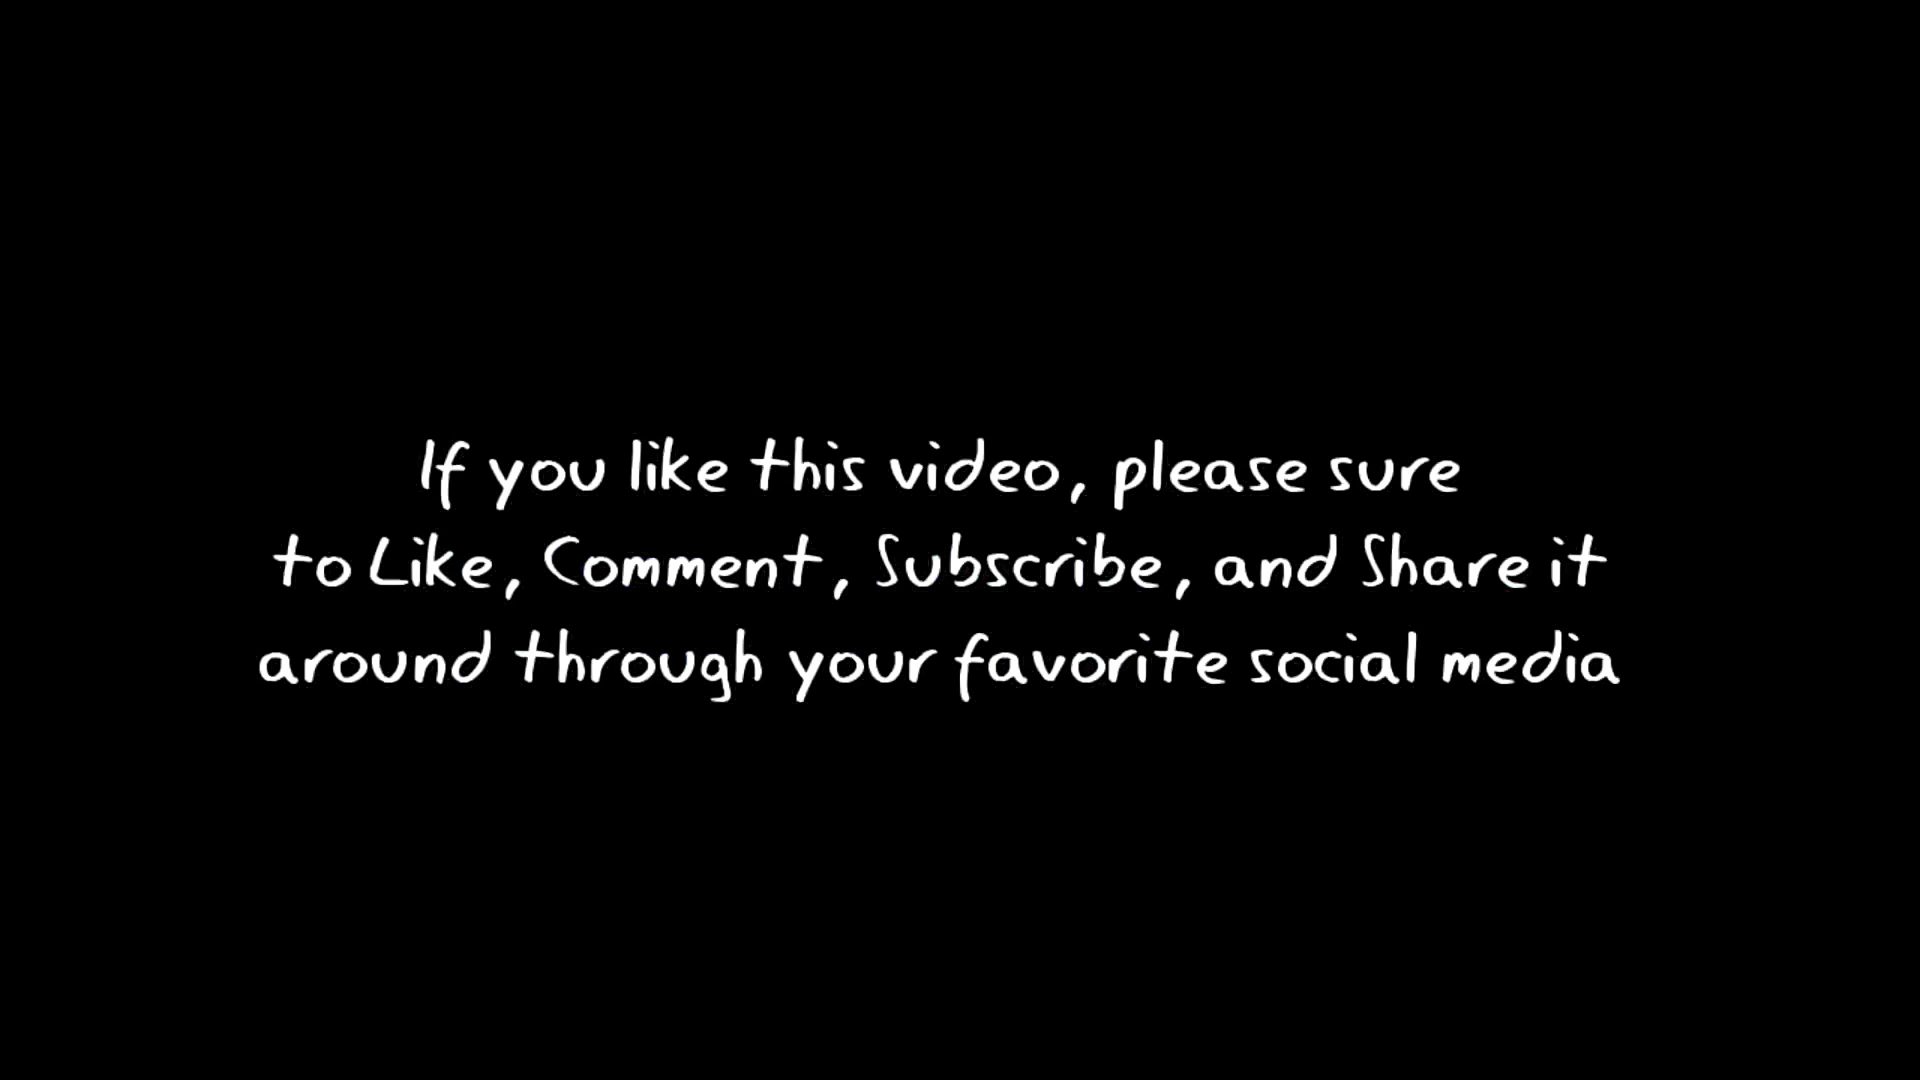 If you like this video, please sure
to Like, Comment, Subscribe, and Share it
around through your favorite social media